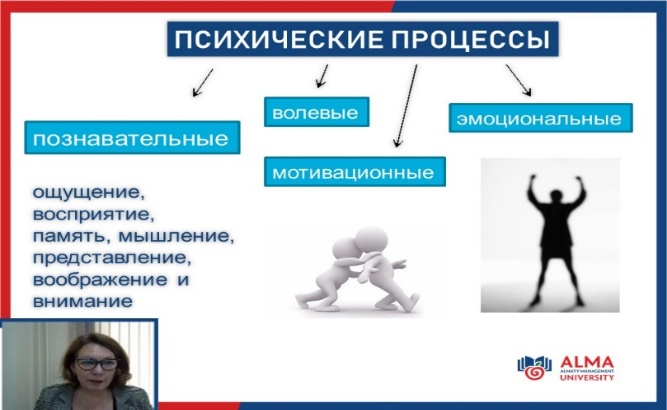 ПСИХИЧЕСКИЕ ПРОЦЕССЫ
познавательные
волевые
мотивационные
эмоциональные
ощущение,
восприятие,
память, мышление,
представление,
воображение и
внимание
ALMA
ALMATY MANAGEMENT
UNIVERSITY